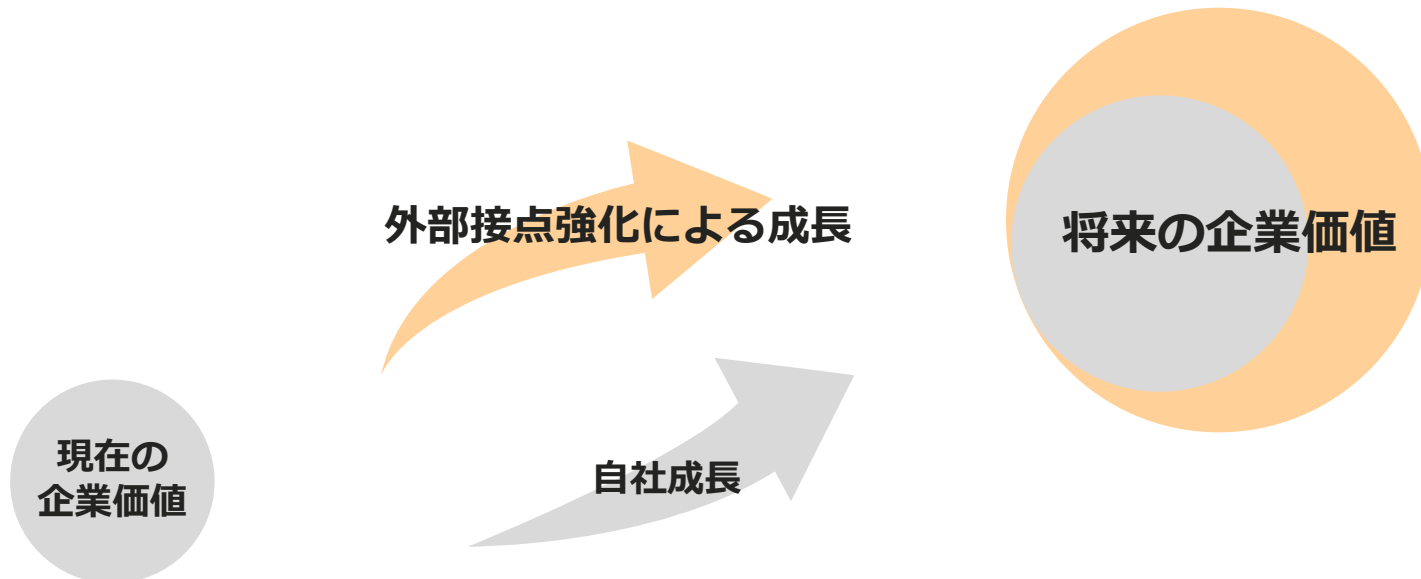 外部接点強化による成長
将来の企業価値
現在の
企業価値
自社成長